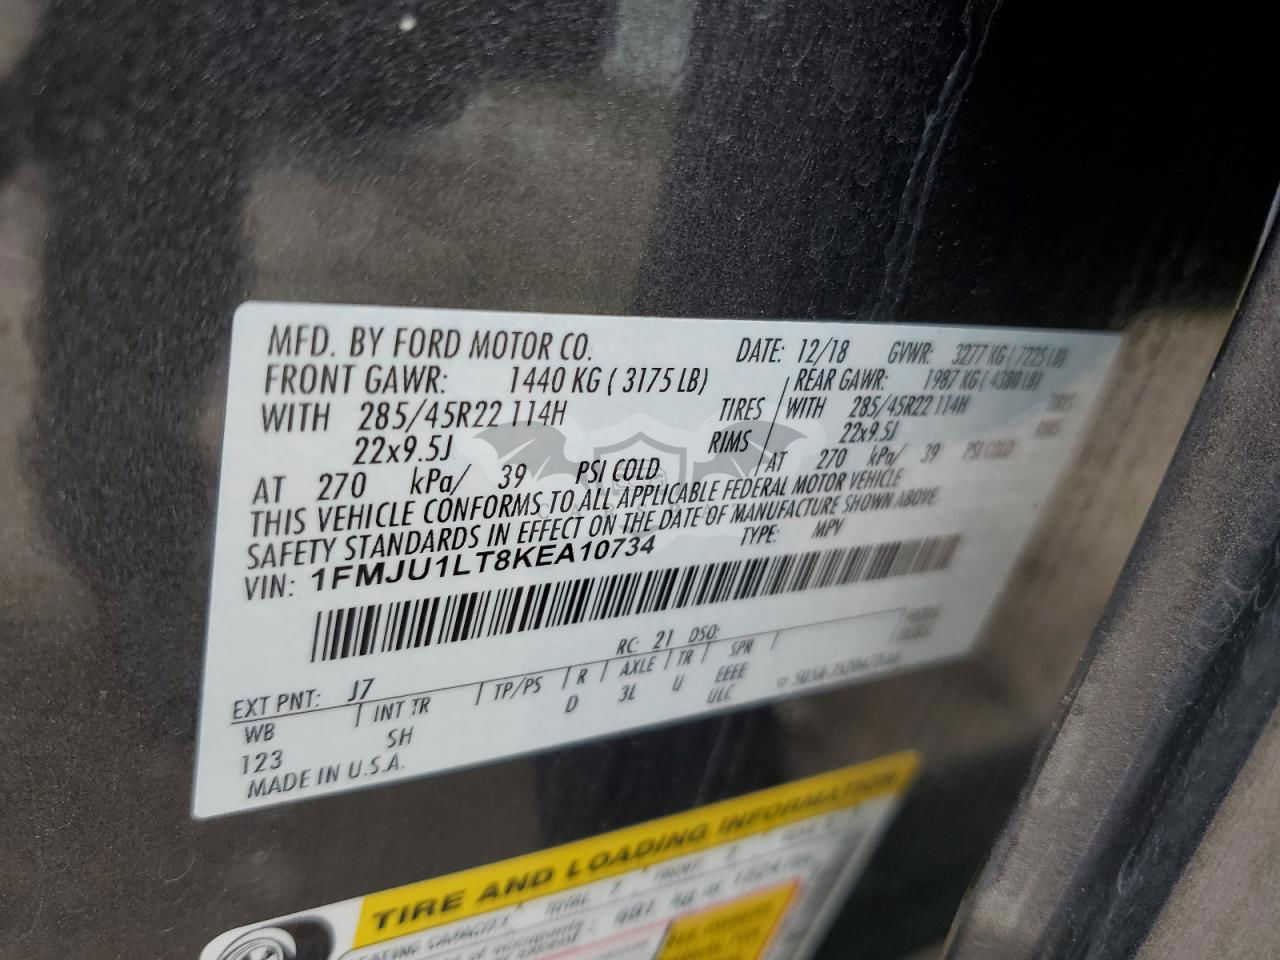 MFD. BY FORD MOTOR CO. DATE: 12/18 GVWR: 3277 KG ( 7225 LB)
FRONT GAWR: 1440 KG ( 3175 LB) REAR GAWR: 1987 KG ( 4380 LB)
WITH 285/45R22 114H TIRES WITH 285/45R22 114H TIRES
22x9.5J RIMS 22x9.5J RIMS
AT 270 kPa/ 39 PSI COLD AT 270 kPa/ 39 PSI COLD
THIS VEHICLE CONFORMS TO ALL APPLICABLE FEDERAL MOTOR VEHICLE
SAFETY STANDARDS IN EFFECT ON THE DATE OF MANUFACTURE SHOWN ABOVE
VIN: 1FMJU1LT8KEA10734 TYPE: MPV
RC: 21 DSO:
EXT PNT: J7
WB INT TR TP/PS R AXLE TR SPR
123 SH D 3L U EEEE
ULC
MADE IN U.S.A.
TIRE AND LOADING INFORMATION
SEATING CAPACITY